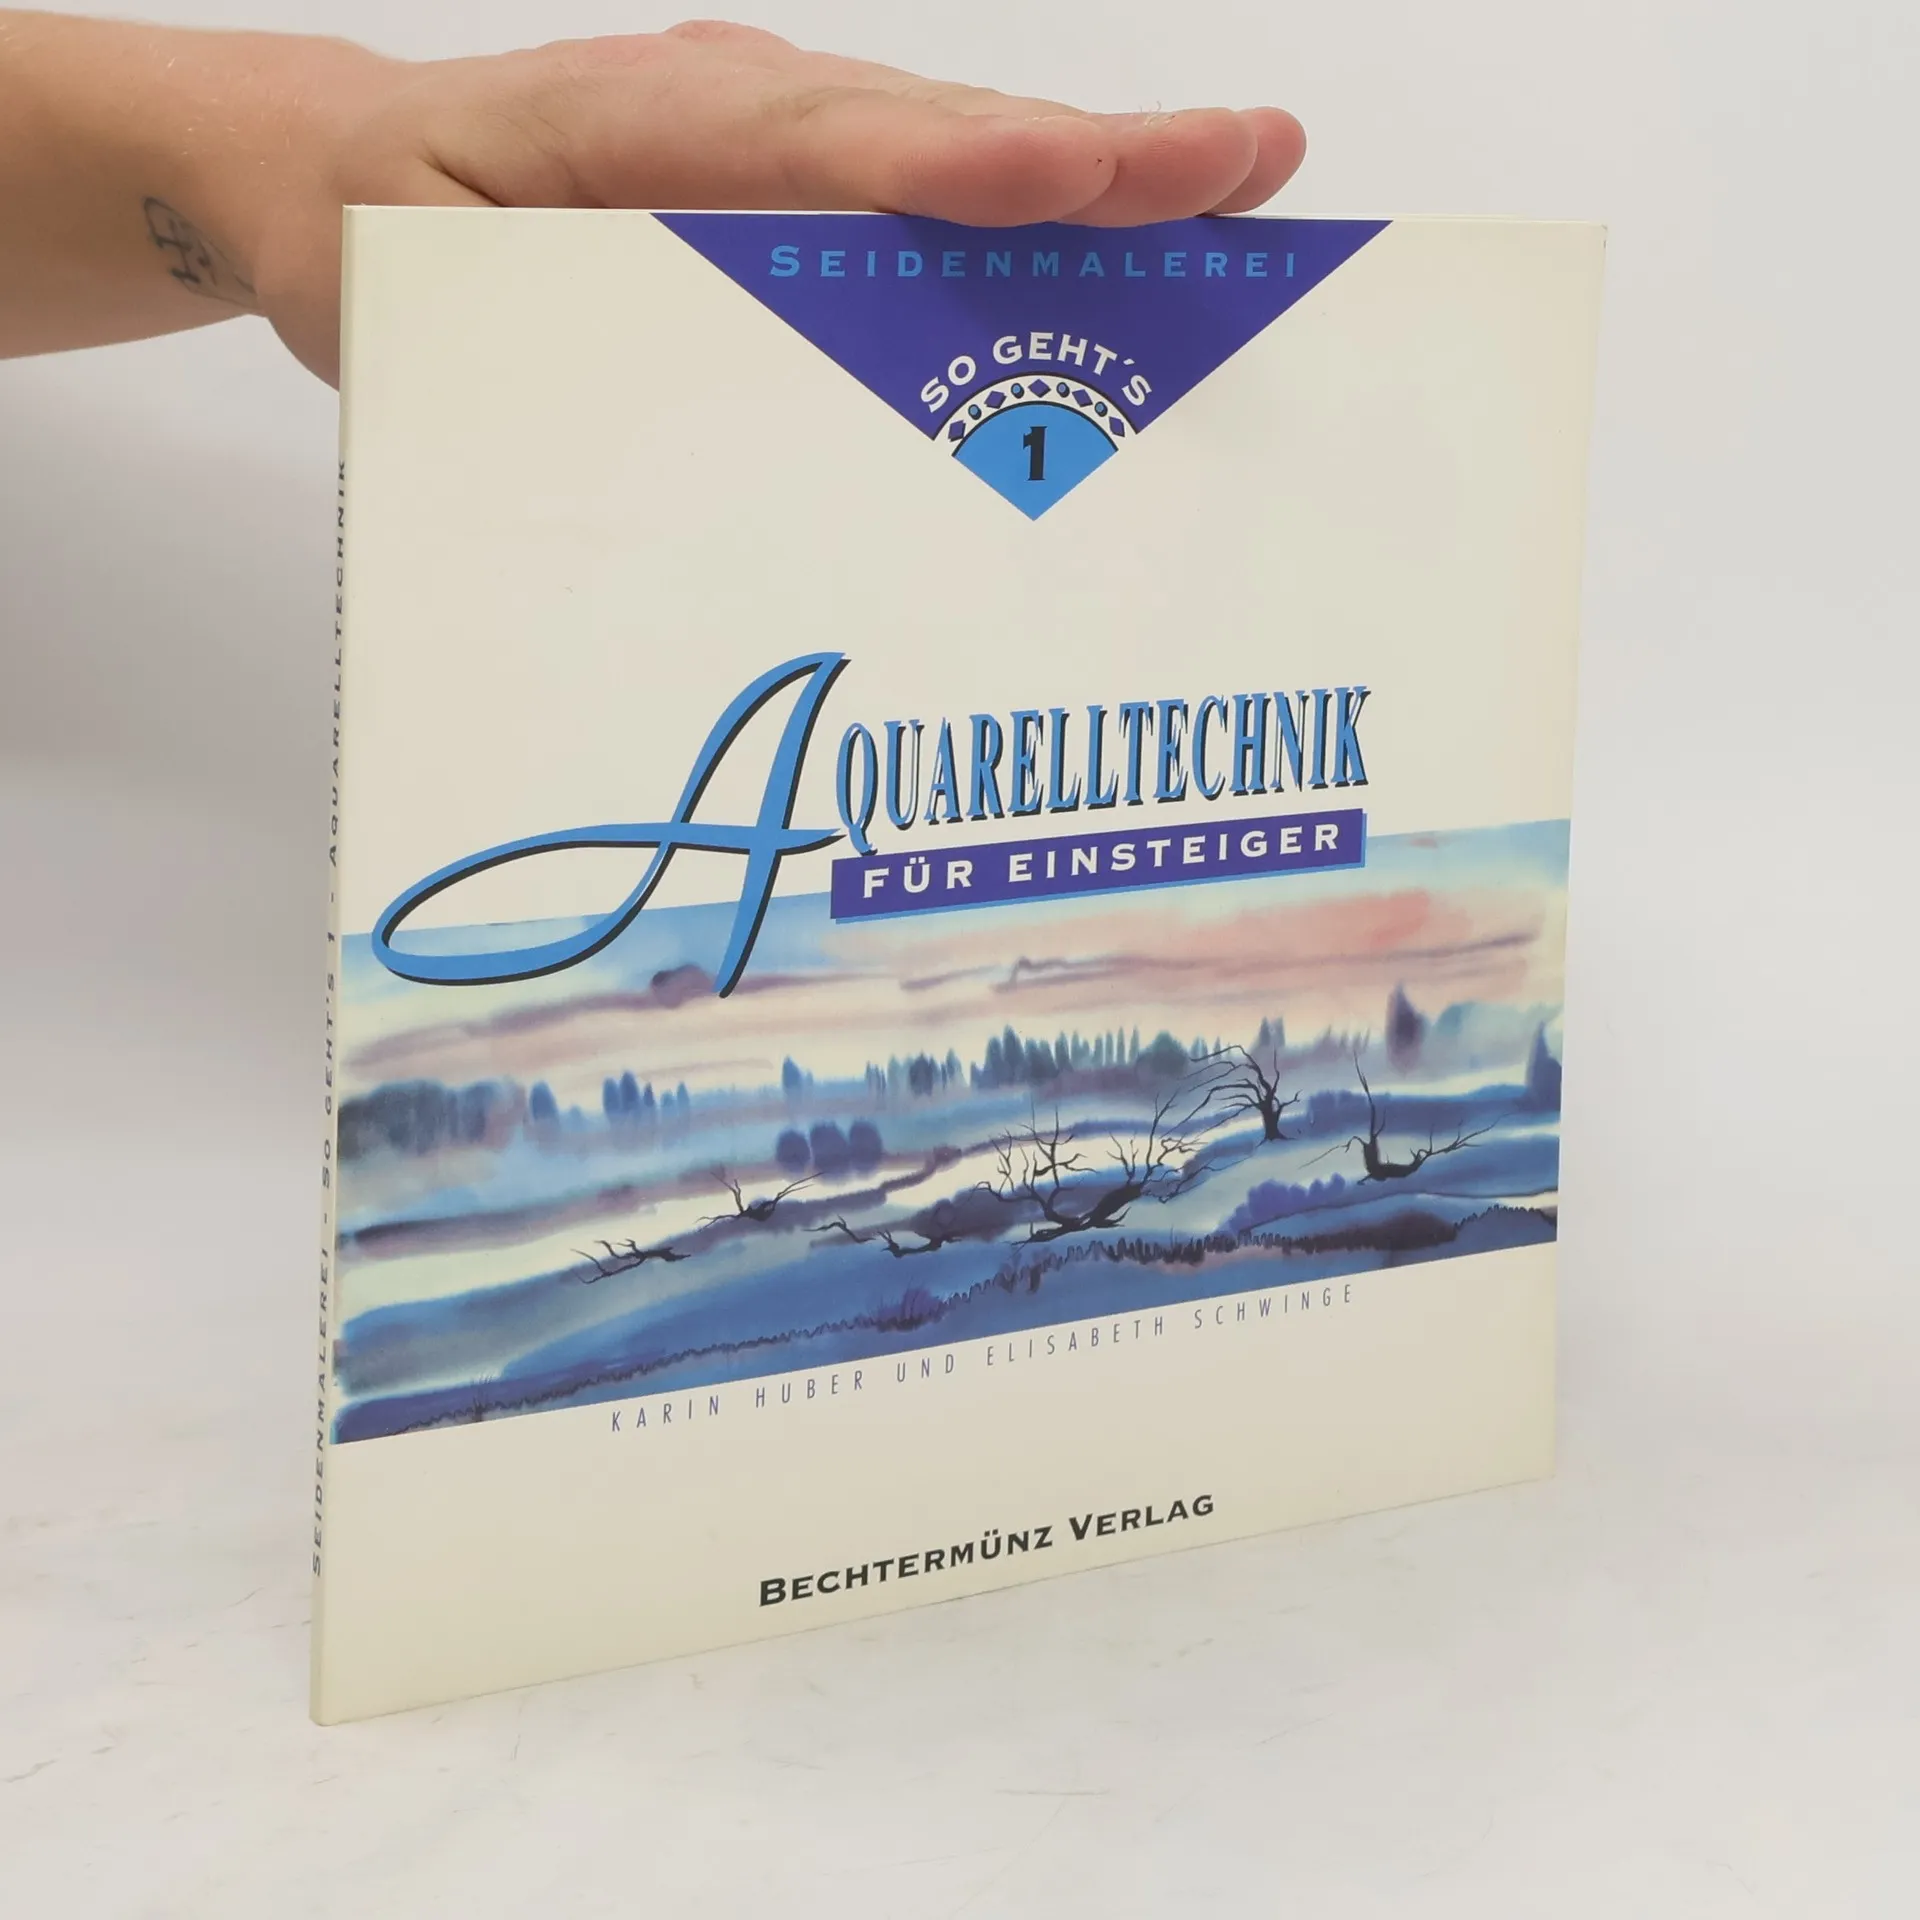 SEIDENMALEREI
SO GEHT'S
1
AQUARELLTECHNIK
FÜR EINSTEIGER
KARIN HUBER UND ELISABETH SCHWINGE
BECHTERMÜNZ VERLAG
SEIDENMALEREI - SO GEHT'S 1 - AQUARELLTECHNIK